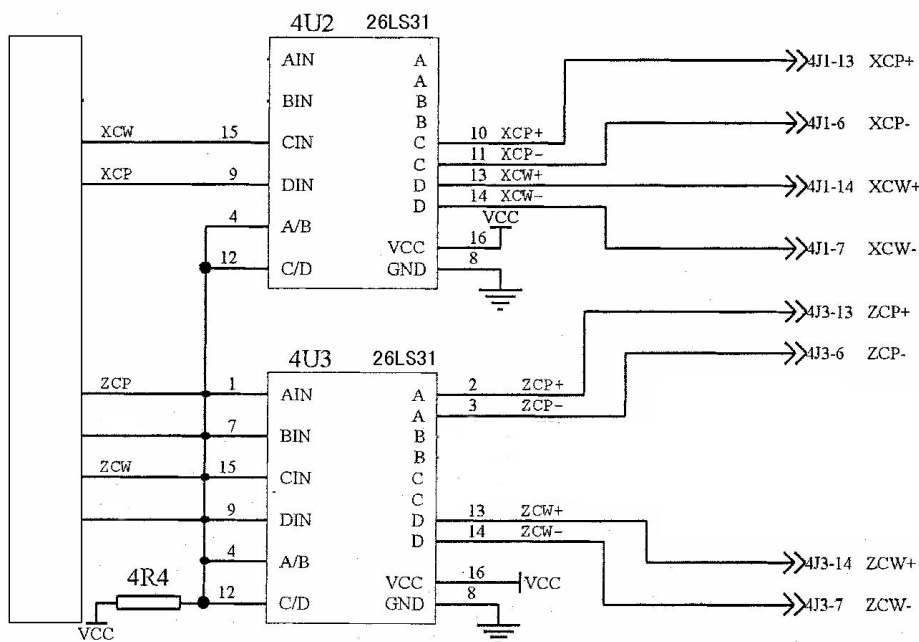 4U2 26LS31
AIN A
A
BIN B
B
XCW 15 CIN C 10 XCP+
C 11 XCP-
XCP 9 DIN D 13 XCW+
D 14 XCW-
4 A/B
VCC 16 VCC
12 C/D GND 8
4J1-13 XCP+
4J1-6 XCP-
4J1-14 XCW+
4J1-7 XCW-
4U3 26LS31
ZCP 1 AIN A 2 ZCP+
A 3 ZCP-
7 BIN B
B
ZCW 15 CIN C
C
9 DIN D 13 ZCW+
D 14 ZCW-
4 A/B
VCC 16 VCC
12 C/D GND 8
4R4
VCC
4J3-13 ZCP+
4J3-6 ZCP-
4J3-14 ZCW+
4J3-7 ZCW-